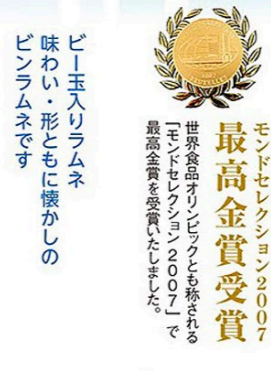 モンドセレクション2007
最高金賞受賞
世界食品オリンピックとも称される
「モンドセレクション2007」で
最高金賞を受賞いたしました。
ビー玉入りラムネ
味わい・形ともに懐かしの
ビンラムネです